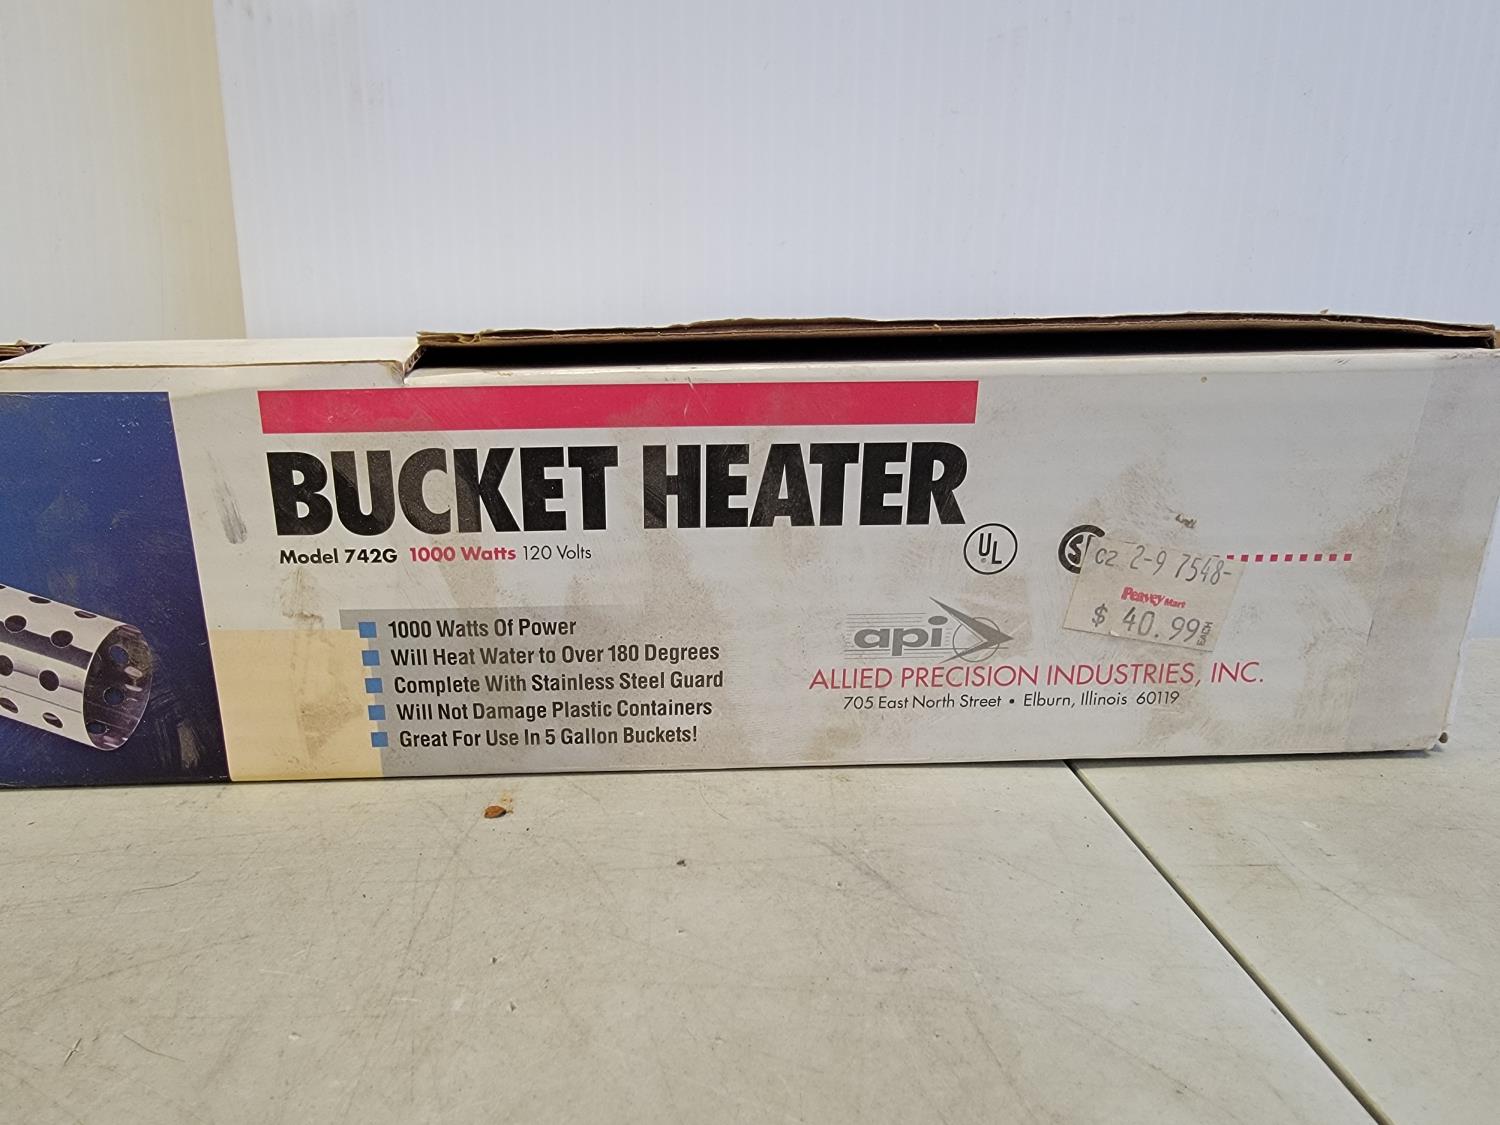 BUCKET HEATER
Model 742G 1000 Watts 120 Volts
1000 Watts Of Power
Will Heat Water to Over 180 Degrees
Complete With Stainless Steel Guard
Will Not Damage Plastic Containers
Great For Use In 5 Gallon Buckets!
UL
CZ 2-9 7548-
Peavey Mart
$ 40.99 EACH
api
ALLIED PRECISION INDUSTRIES, INC.
705 East North Street • Elburn, Illinois 60119